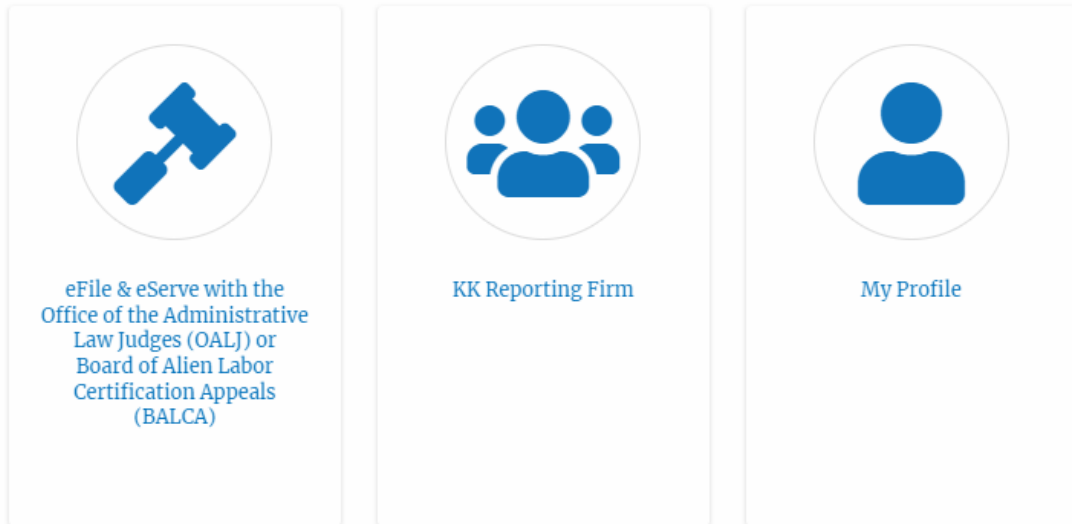 eFile & eServe with the
Office of the Administrative
Law Judges (OALJ) or
Board of Alien Labor
Certification Appeals
(BALCA)
KK Reporting Firm
My Profile